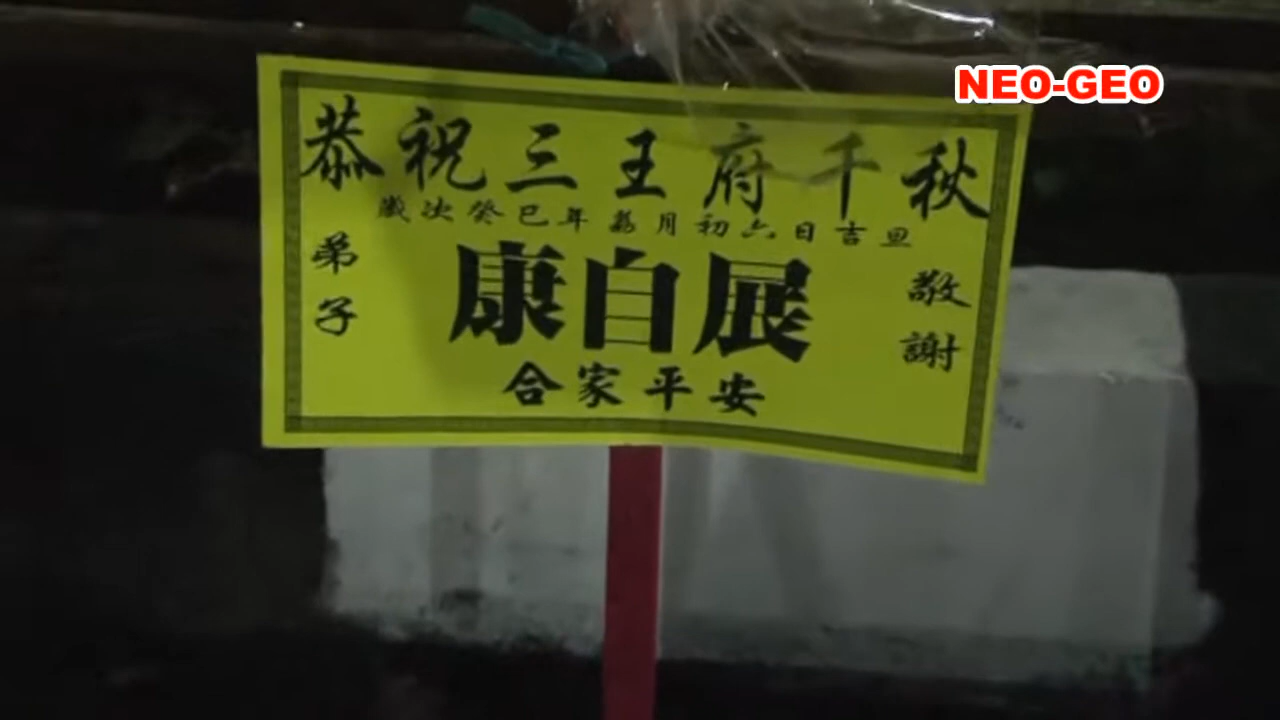 NEO-GEO
恭祝三王府千秋
歲次癸巳年荔月初六日吉旦
弟子
康自展
敬謝
合家平安